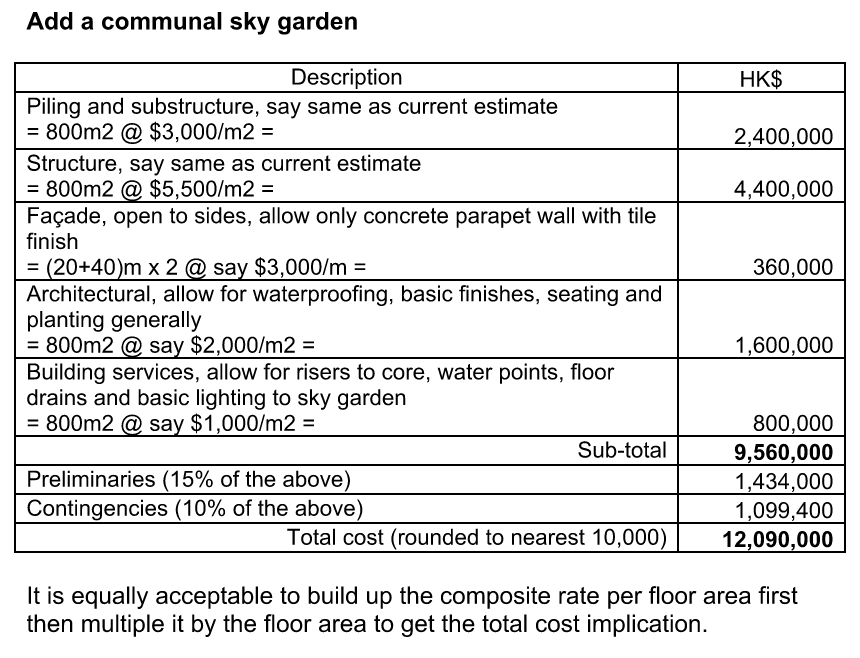 Add a communal sky garden
Description HK$
Piling and substructure, say same as current estimate
= 800m2 @ $3,000/m2 = 2,400,000
Structure, say same as current estimate
= 800m2 @ $5,500/m2 = 4,400,000
Façade, open to sides, allow only concrete parapet wall with tile
finish
= (20+40)m x 2 @ say $3,000/m = 360,000
Architectural, allow for waterproofing, basic finishes, seating and
planting generally
= 800m2 @ say $2,000/m2 = 1,600,000
Building services, allow for risers to core, water points, floor
drains and basic lighting to sky garden
= 800m2 @ say $1,000/m2 = 800,000
Sub-total 9,560,000
Preliminaries (15% of the above) 1,434,000
Contingencies (10% of the above) 1,099,400
Total cost (rounded to nearest 10,000) 12,090,000
It is equally acceptable to build up the composite rate per floor area first
then multiple it by the floor area to get the total cost implication.